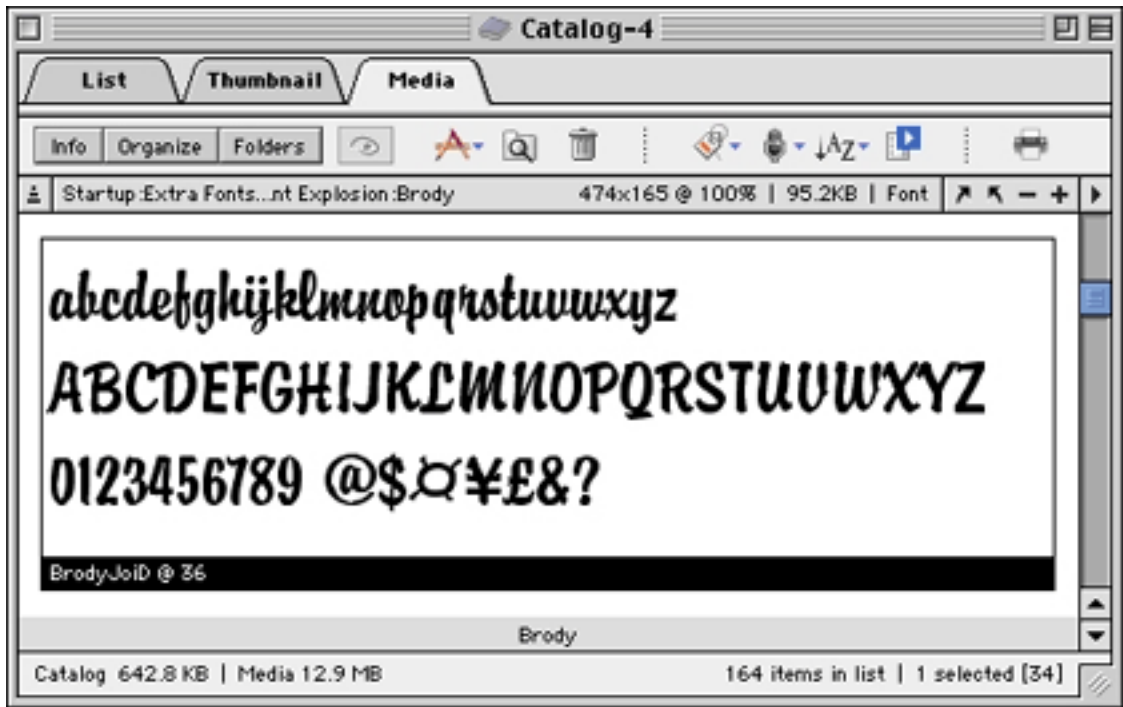 Catalog-4
List Thumbnail Media
Info Organize Folders
Startup:Extra Fonts...nt Explosion:Brody 474x165 @ 100% | 95.2KB | Font
abcdefghijklmnopqrstuvwxyz
ABCDEFGHIJKLMNOPQRSTUVWXYZ
0123456789 @$¤¥£&?
BrodyJoiD @ 36
Brody
Catalog 642.8 KB | Media 12.9 MB 164 items in list | 1 selected [34]